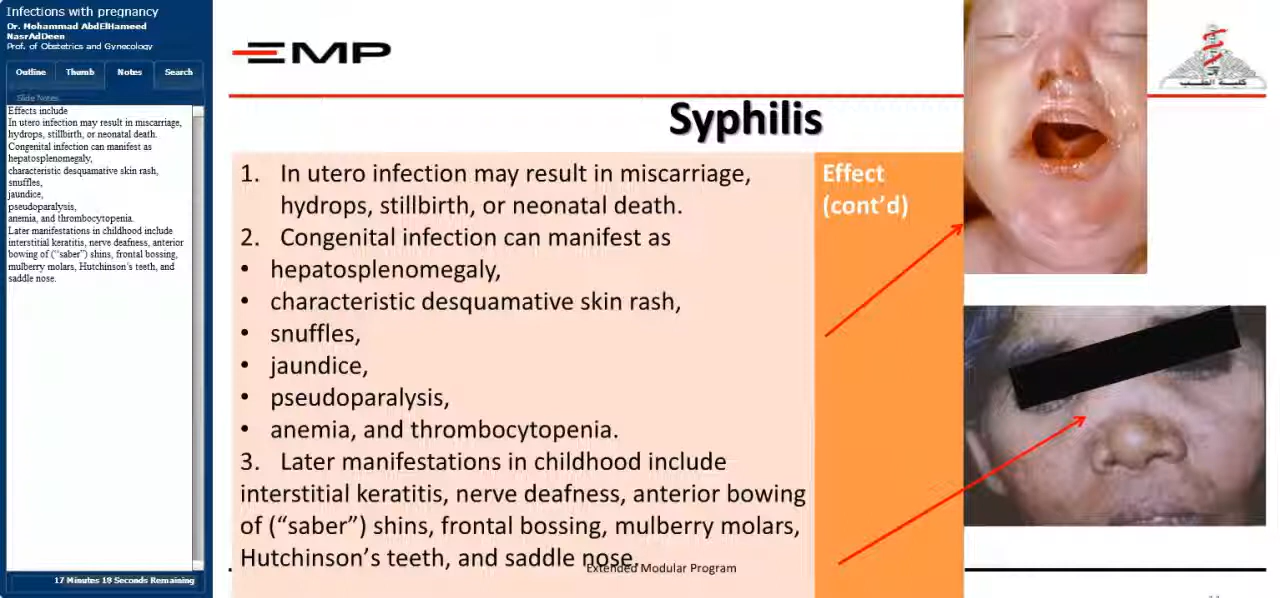 Infections with pregnancy
Dr. Mohammad AbdElHameed
NasrAdDeen
Prof. of Obstetrics and Gynecology
Outline Thumb Notes Search
Slide Notes
Effects include
In utero infection may result in miscarriage,
hydrops, stillbirth, or neonatal death.
Congenital infection can manifest as
hepatosplenomegaly,
characteristic desquamative skin rash,
snuffles,
jaundice,
pseudoparalysis,
anemia, and thrombocytopenia.
Later manifestations in childhood include
interstitial keratitis, nerve deafness, anterior
bowing of (“saber”) shins, frontal bossing,
mulberry molars, Hutchinson’s teeth, and
saddle nose.
17 Minutes 18 Seconds Remaining
EMP
كلية الطب
Syphilis
1. In utero infection may result in miscarriage,
hydrops, stillbirth, or neonatal death.
2. Congenital infection can manifest as
• hepatosplenomegaly,
• characteristic desquamative skin rash,
• snuffles,
• jaundice,
• pseudoparalysis,
• anemia, and thrombocytopenia.
3. Later manifestations in childhood include
interstitial keratitis, nerve deafness, anterior bowing
of (“saber”) shins, frontal bossing, mulberry molars,
Hutchinson’s teeth, and saddle nose.
Effect
(cont’d)
Extended Modular Program